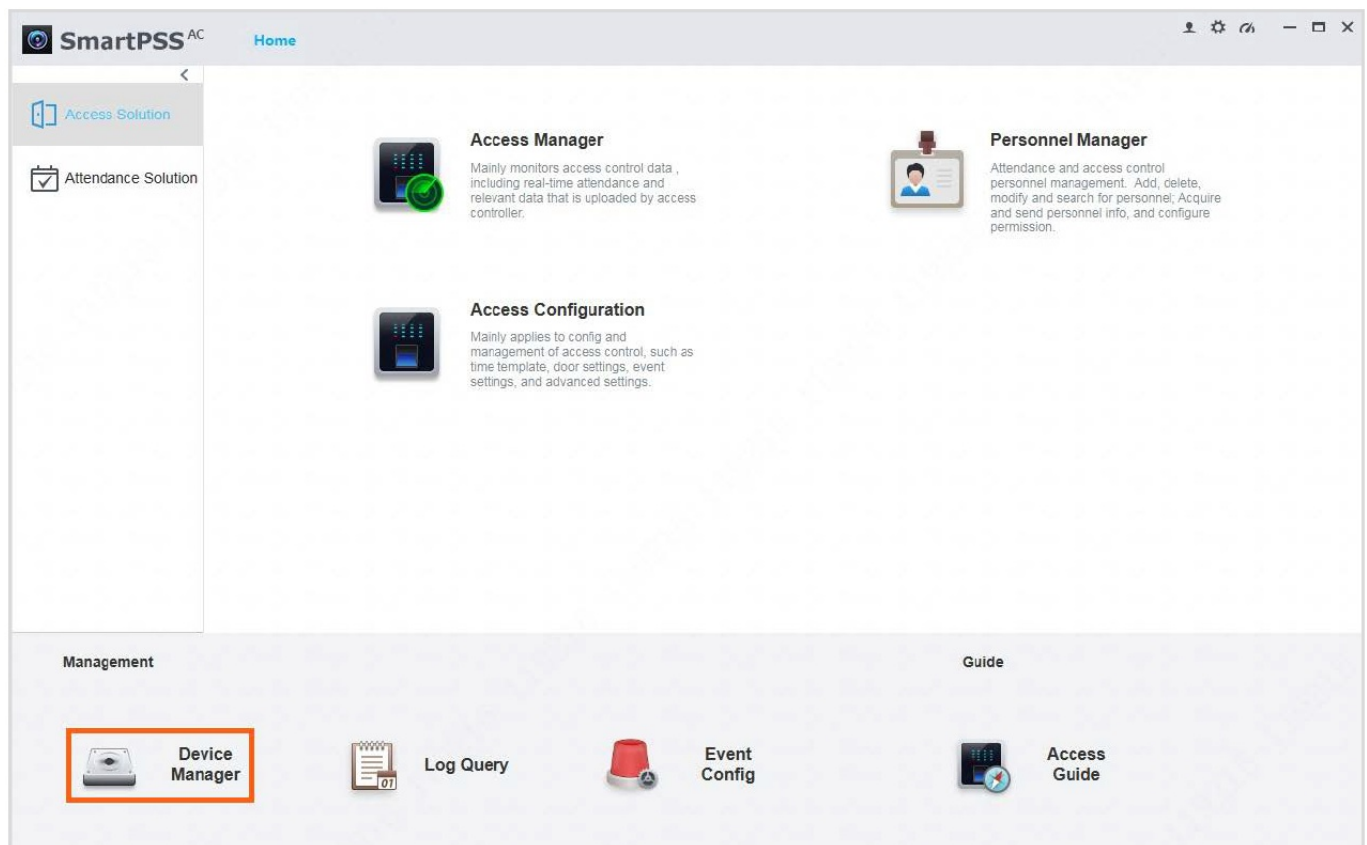 SmartPSS AC
Home
Access Solution
Attendance Solution
Access Manager
Mainly monitors access control data ,
including real-time attendance and
relevant data that is uploaded by access
controller.
Personnel Manager
Attendance and access control
personnel management. Add, delete,
modify and search for personnel; Acquire
and send personnel info, and configure
permission.
Access Configuration
Mainly applies to config and
management of access control, such as
time template, door settings, event
settings, and advanced settings.
Management
Guide
Device
Manager
01
Log Query
Event
Config
Access
Guide